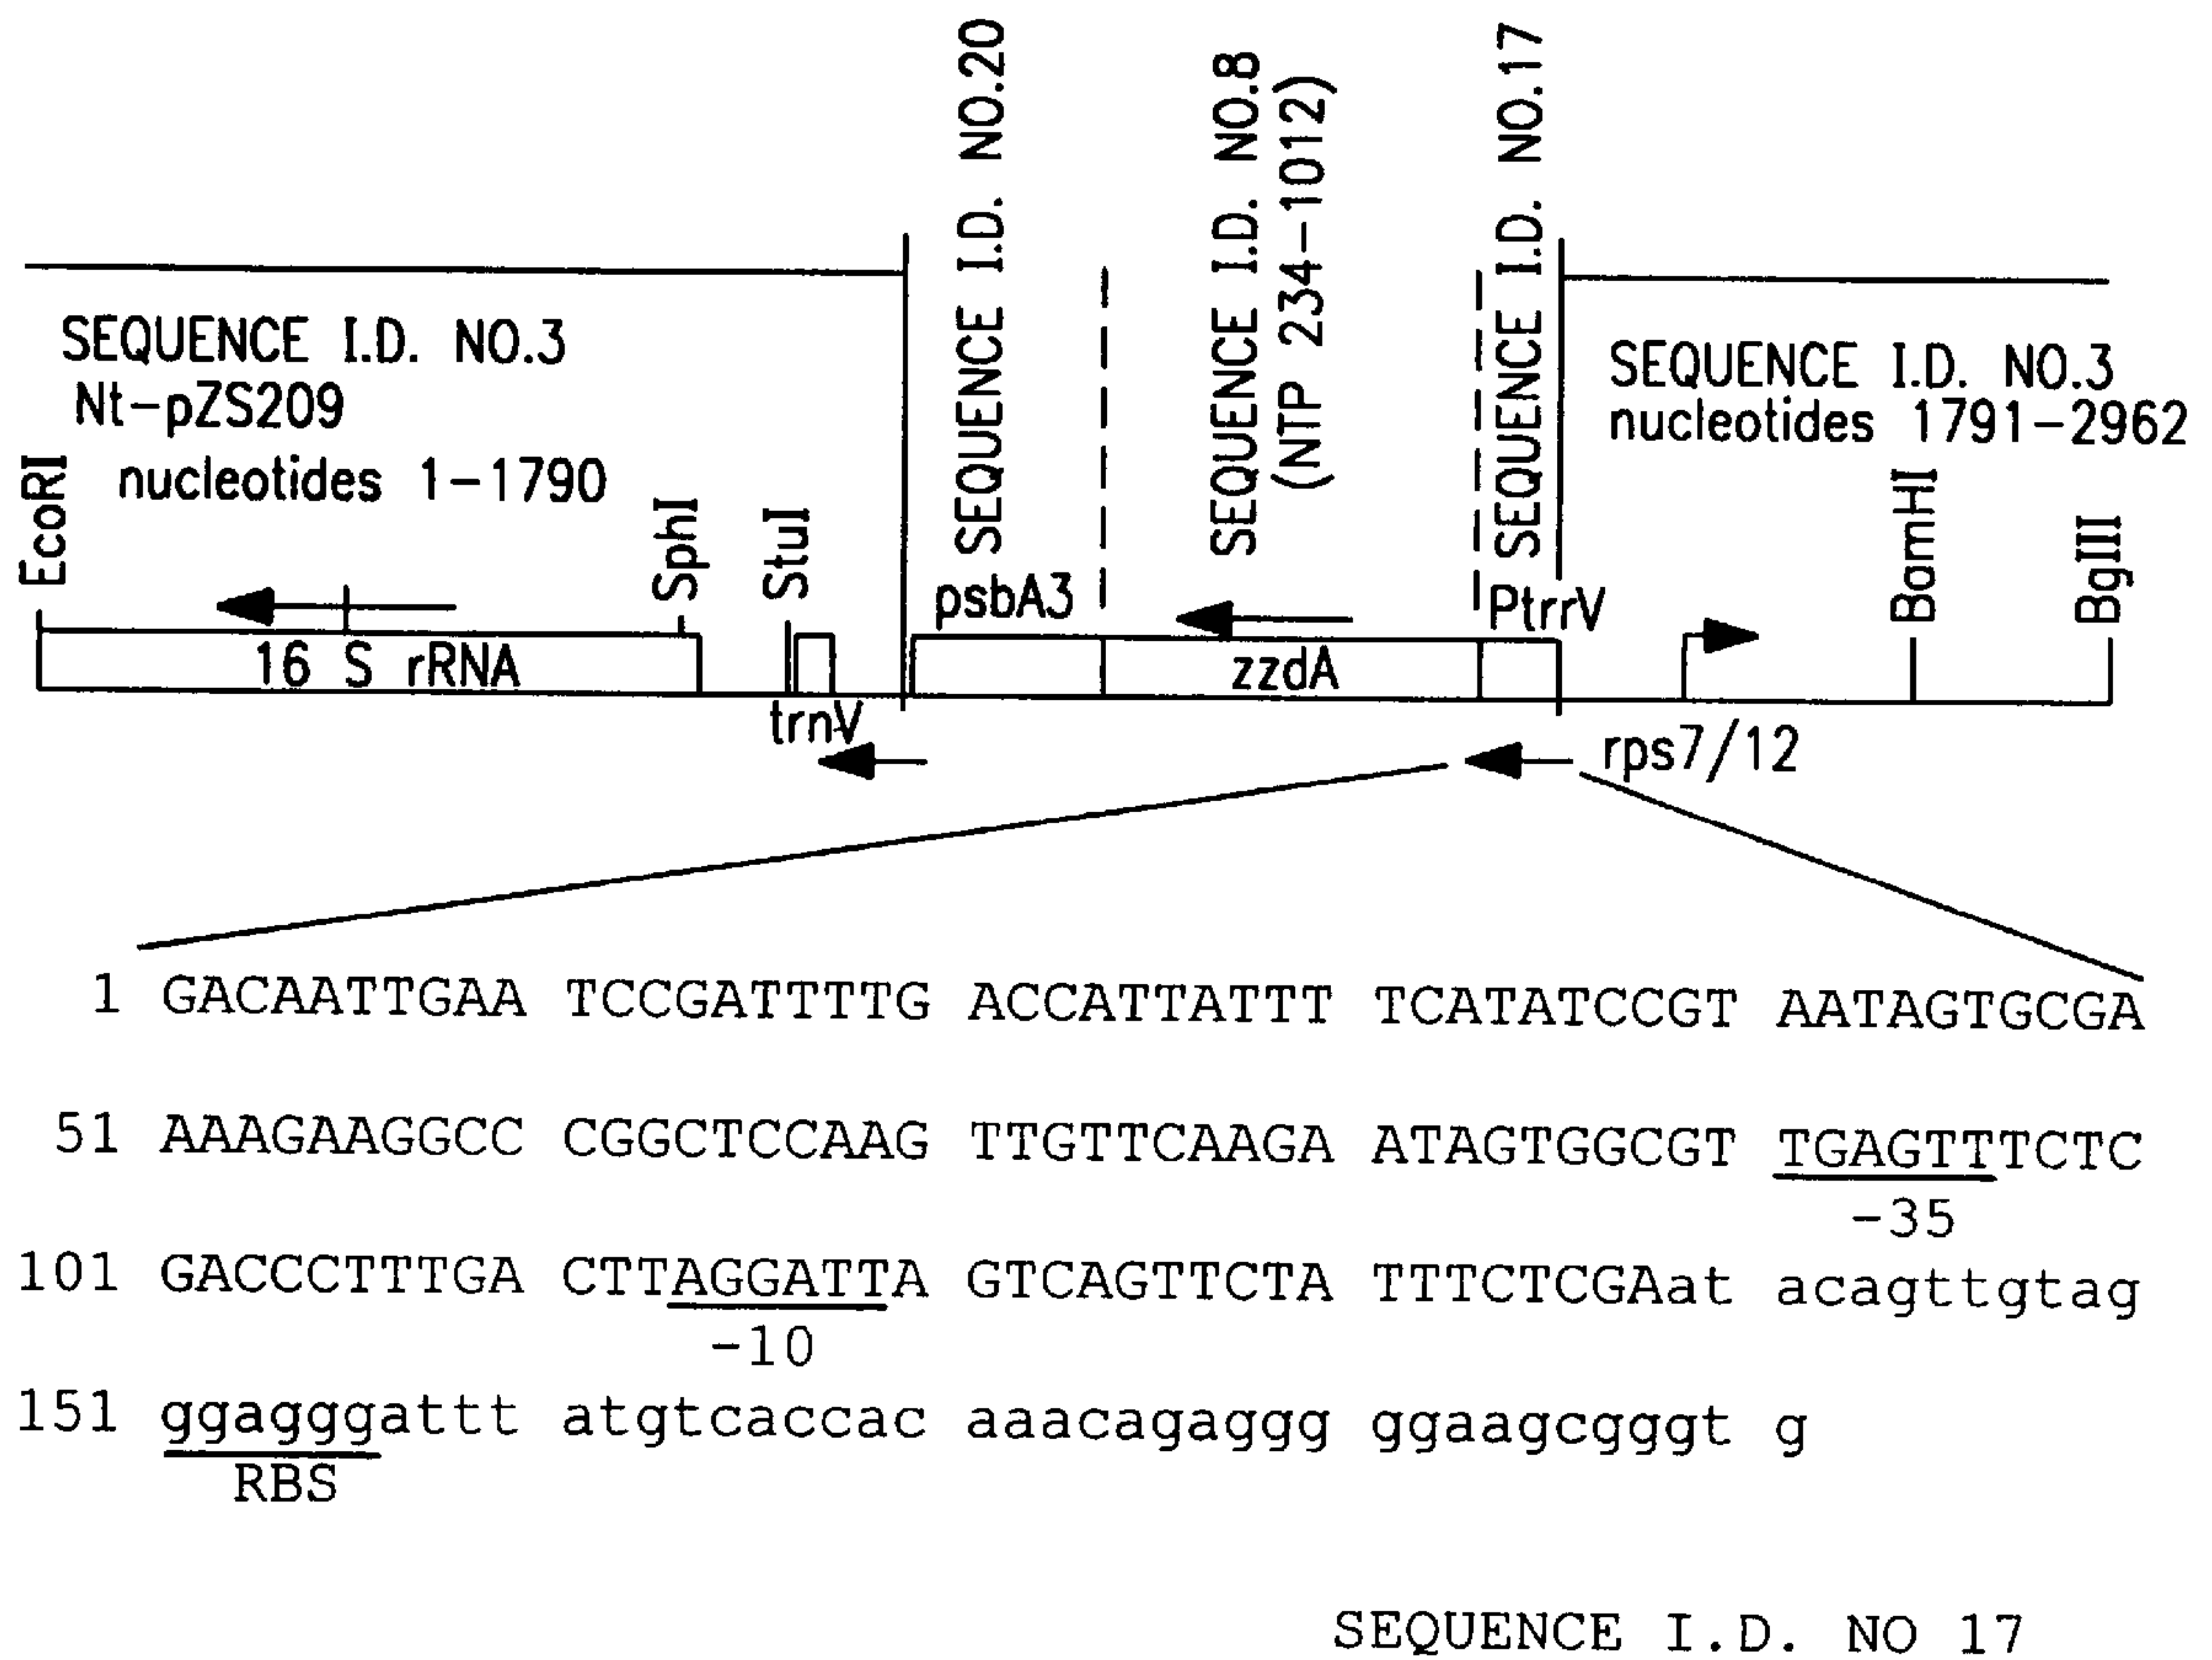 SEQUENCE I.D. NO.20
SEQUENCE I.D. NO.8
(NTP 234-1012)
SEQUENCE I.D. NO.17
SEQUENCE I.D. NO.3
Nt-pZS209
nucleotides 1-1790
SEQUENCE I.D. NO.3
nucleotides 1791-2962
EcoRI
SphI
StuI
BamHI
BglII
psbA3
PtrrV
16 S rRNA
zzdA
trnV
rps7/12
1 GACAATTGAA TCCGATTTTG ACCATTATTT TCATATCCGT AATAGTGCGA
51 AAAGAAGGCC CGGCTCCAAG TTGTTCAAGA ATAGTGGCGT TGAGTTTCTC
-35
101 GACCCTTTGA CTTAGGATTA GTCAGTTCTA TTTCTCGAat acagttgtag
-10
151 ggagggattt atgtcaccac aaacagaggg ggaagcgggt g
RBS
SEQUENCE I.D. NO 17